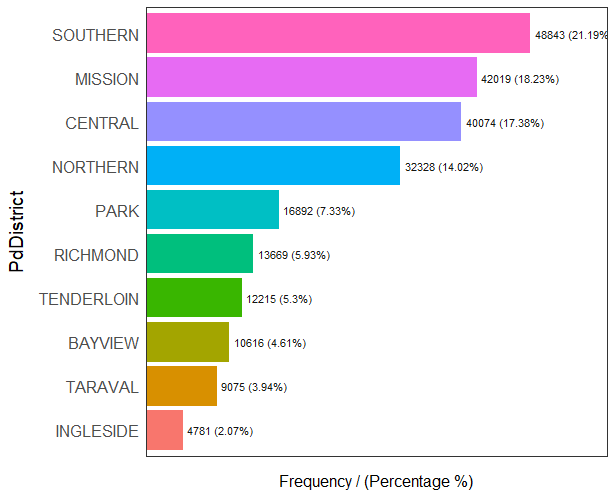 SOUTHERN 48843 (21.19%
MISSION 42019 (18.23%)
CENTRAL 40074 (17.38%)
NORTHERN 32328 (14.02%)
PARK 16892 (7.33%)
RICHMOND 13669 (5.93%)
TENDERLOIN 12215 (5.3%)
BAYVIEW 10616 (4.61%)
TARAVAL 9075 (3.94%)
INGLESIDE 4781 (2.07%)
PdDistrict
Frequency / (Percentage %)